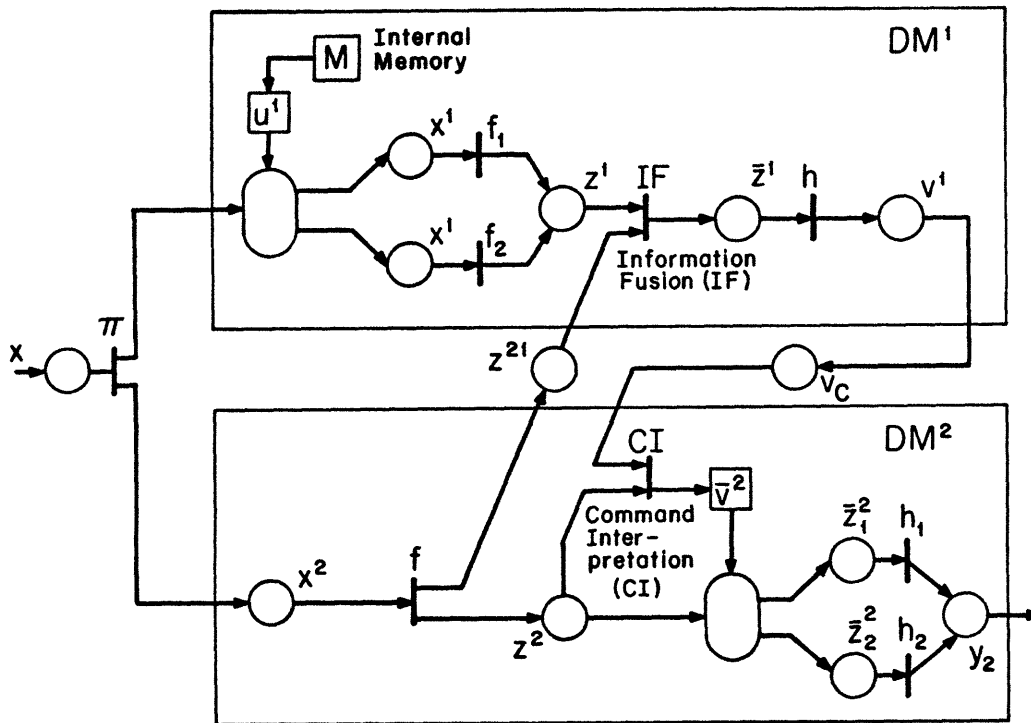 DM¹
M
Internal
Memory
u¹
x¹
f₁
z¹
IF
z̄¹
h
v¹
x¹
f₂
Information
Fusion (IF)
π
x
z²¹
v_C
DM²
CI
v̄²
Command
Inter-
pretation
(CI)
z̄²₁
h₁
x²
f
z²
z̄²₂
h₂
y₂